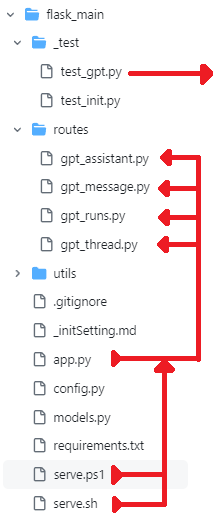 flask_main
_test
test_gpt.py
test_init.py
routes
gpt_assistant.py
gpt_message.py
gpt_runs.py
gpt_thread.py
utils
.gitignore
_initSetting.md
app.py
config.py
models.py
requirements.txt
serve.ps1
serve.sh